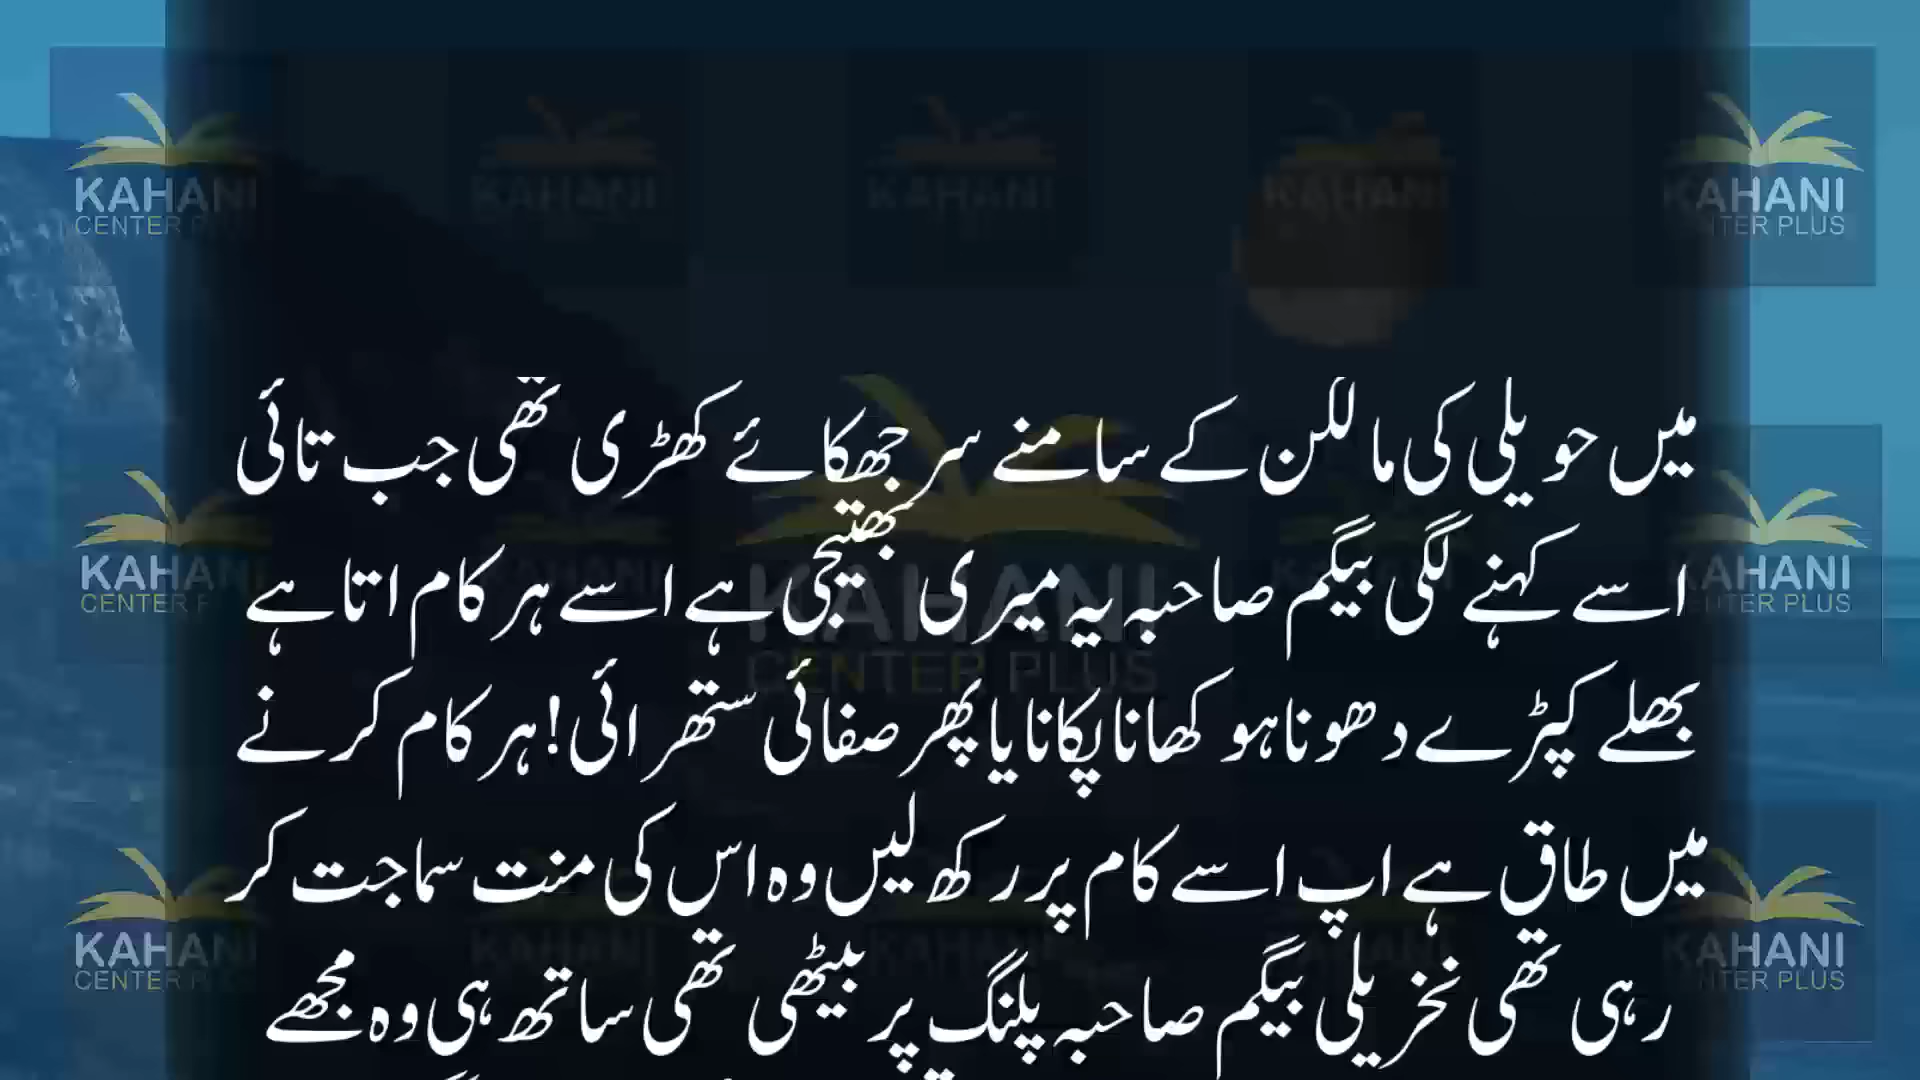 میں حویلی کی مالکن کے سامنے سر جھکائے کھڑی تھی جب تائی
اسے کہنے لگی بیگم صاحبہ یہ میری بھتیجی ہے اسے ہر کام اتا ہے
بھلے کپڑے دھونا ہو کھانا پکانا یا پھر صفائی ستھرائی! ہر کام کرنے
میں طاق ہے اپ اسے کام پر رکھ لیں وہ اس کی منت سماجت کر
رہی تھی نخریلی بیگم صاحبہ پلنگ پر بیٹھی تھی ساتھ ہی وہ مجھے
KAHANI
CENTER PLUS